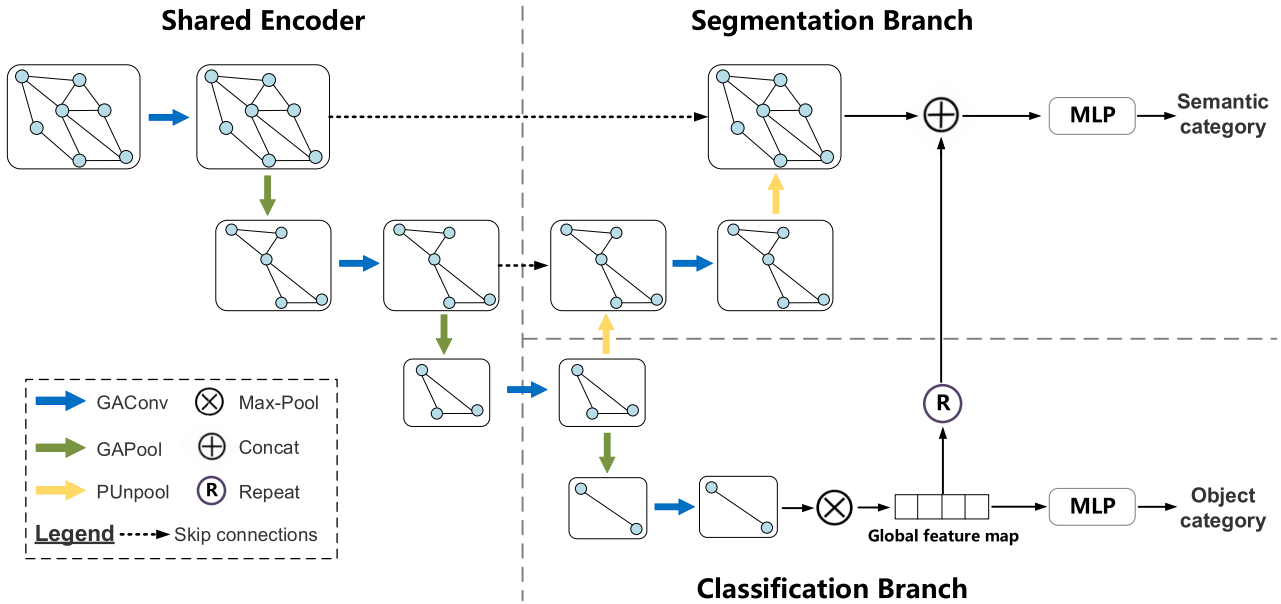 Shared Encoder
Segmentation Branch
MLP
Semantic
category
R
GAConv
Max-Pool
GAPool
Concat
PUnpool
R
Repeat
Legend
Skip connections
Global feature map
MLP
Object
category
Classification Branch